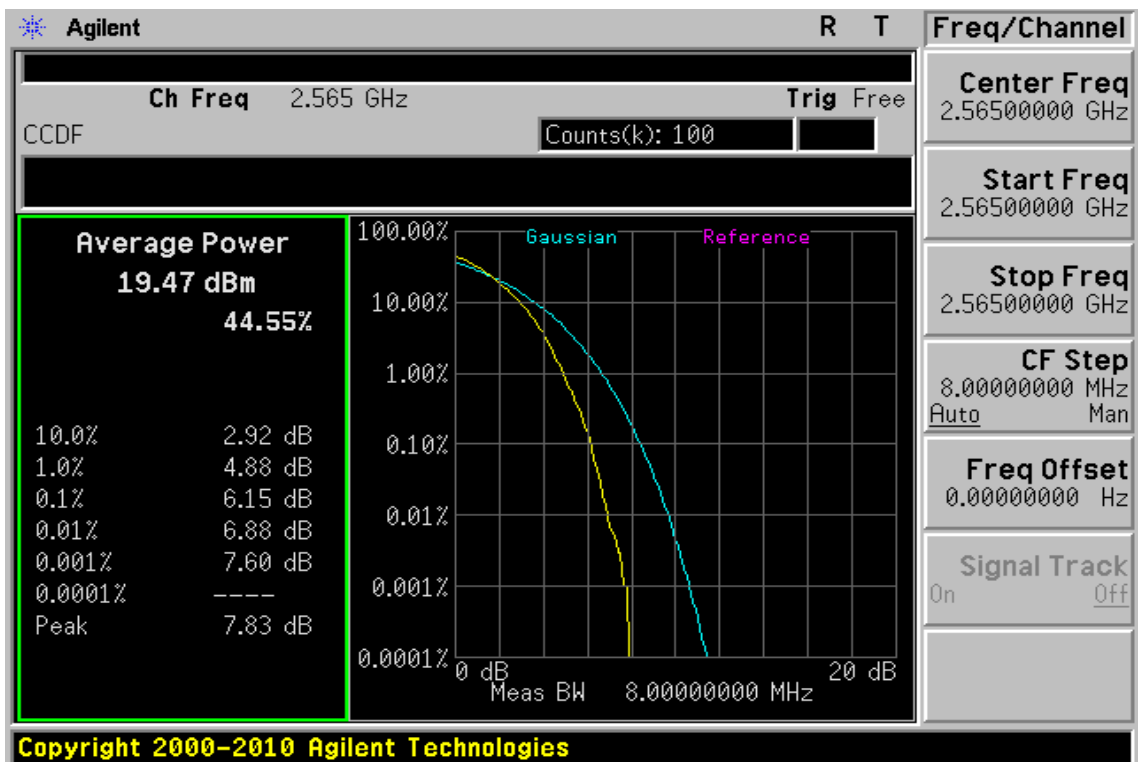 Agilent R T
Ch Freq 2.565 GHz Trig Free
CCDF Counts(k): 100
Average Power
19.47 dBm
44.55%
10.0% 2.92 dB
1.0% 4.88 dB
0.1% 6.15 dB
0.01% 6.88 dB
0.001% 7.60 dB
0.0001% ----
Peak 7.83 dB
100.00% Gaussian Reference
10.00%
1.00%
0.10%
0.01%
0.001%
0.0001%
0 dB 20 dB
Meas BW 8.00000000 MHz
Freq/Channel
Center Freq
2.56500000 GHz
Start Freq
2.56500000 GHz
Stop Freq
2.56500000 GHz
CF Step
8.00000000 MHz
Auto Man
Freq Offset
0.00000000 Hz
Signal Track
On Off
Copyright 2000-2010 Agilent Technologies